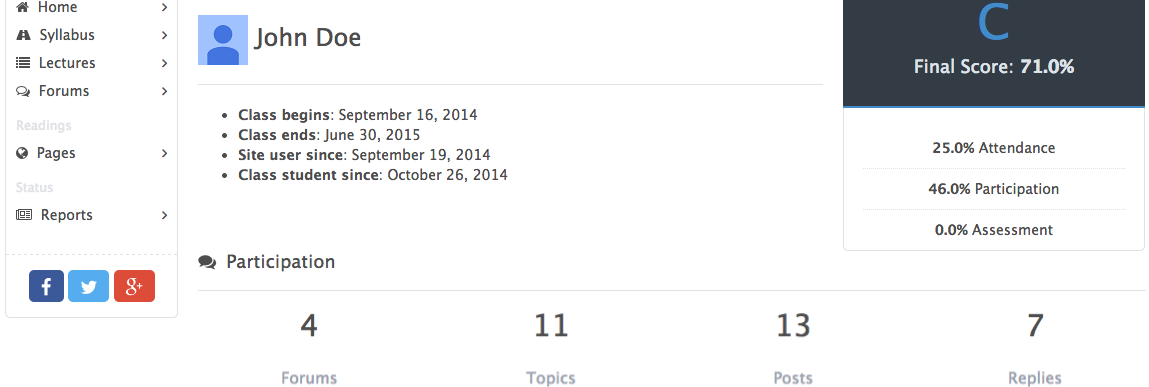 Home
Syllabus
Lectures
Forums
Readings
Pages
Status
Reports
John Doe
Class begins: September 16, 2014
Class ends: June 30, 2015
Site user since: September 19, 2014
Class student since: October 26, 2014
C
Final Score: 71.0%
25.0% Attendance
46.0% Participation
0.0% Assessment
Participation
4 11 13 7
Forums Topics Posts Replies